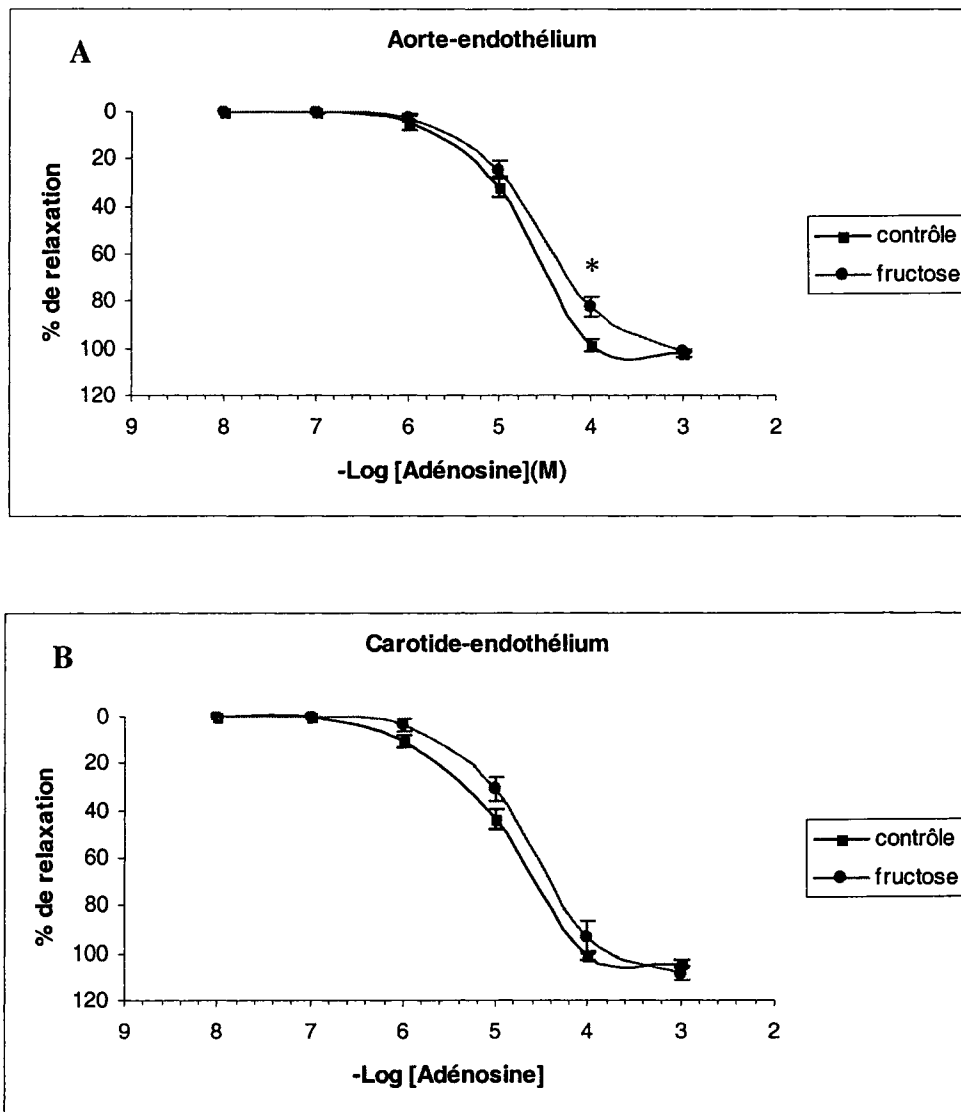 A
Aorte-endothélium
% de relaxation
0
20
40
60
80
100
120
*
9 8 7 6 5 4 3 2
-Log [Adénosine](M)
contrôle
fructose
B
Carotide-endothélium
% de relaxation
0
20
40
60
80
100
120
9 8 7 6 5 4 3 2
-Log [Adénosine]
contrôle
fructose